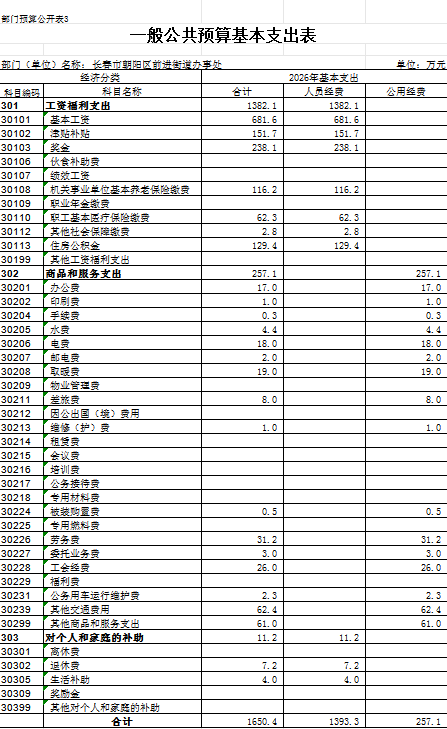 部门预算公开表3
一般公共预算基本支出表
部门（单位）名称：长春市朝阳区前进街道办事处 单位：万元
经济分类 2026年基本支出
科目编码 科目名称 合计 人员经费 公用经费
301 工资福利支出 1382.1 1382.1
30101 基本工资 681.6 681.6
30102 津贴补贴 151.7 151.7
30103 奖金 238.1 238.1
30106 伙食补助费
30107 绩效工资
30108 机关事业单位基本养老保险缴费 116.2 116.2
30109 职业年金缴费
30110 职工基本医疗保险缴费 62.3 62.3
30112 其他社会保障缴费 2.8 2.8
30113 住房公积金 129.4 129.4
30199 其他工资福利支出
302 商品和服务支出 257.1 257.1
30201 办公费 17.0 17.0
30202 印刷费 1.0 1.0
30204 手续费 0.3 0.3
30205 水费 4.4 4.4
30206 电费 18.0 18.0
30207 邮电费 2.0 2.0
30208 取暖费 19.0 19.0
30209 物业管理费
30211 差旅费 8.0 8.0
30212 因公出国（境）费用
30213 维修（护）费 1.0 1.0
30214 租赁费
30215 会议费
30216 培训费
30217 公务接待费
30218 专用材料费
30224 被装购置费 0.5 0.5
30225 专用燃料费
30226 劳务费 31.2 31.2
30227 委托业务费 3.0 3.0
30228 工会经费 26.0 26.0
30229 福利费
30231 公务用车运行维护费 2.3 2.3
30239 其他交通费用 62.4 62.4
30299 其他商品和服务支出 61.0 61.0
303 对个人和家庭的补助 11.2 11.2
30301 离休费
30302 退休费 7.2 7.2
30305 生活补助 4.0 4.0
30309 奖励金
30399 其他对个人和家庭的补助
合计 1650.4 1393.3 257.1